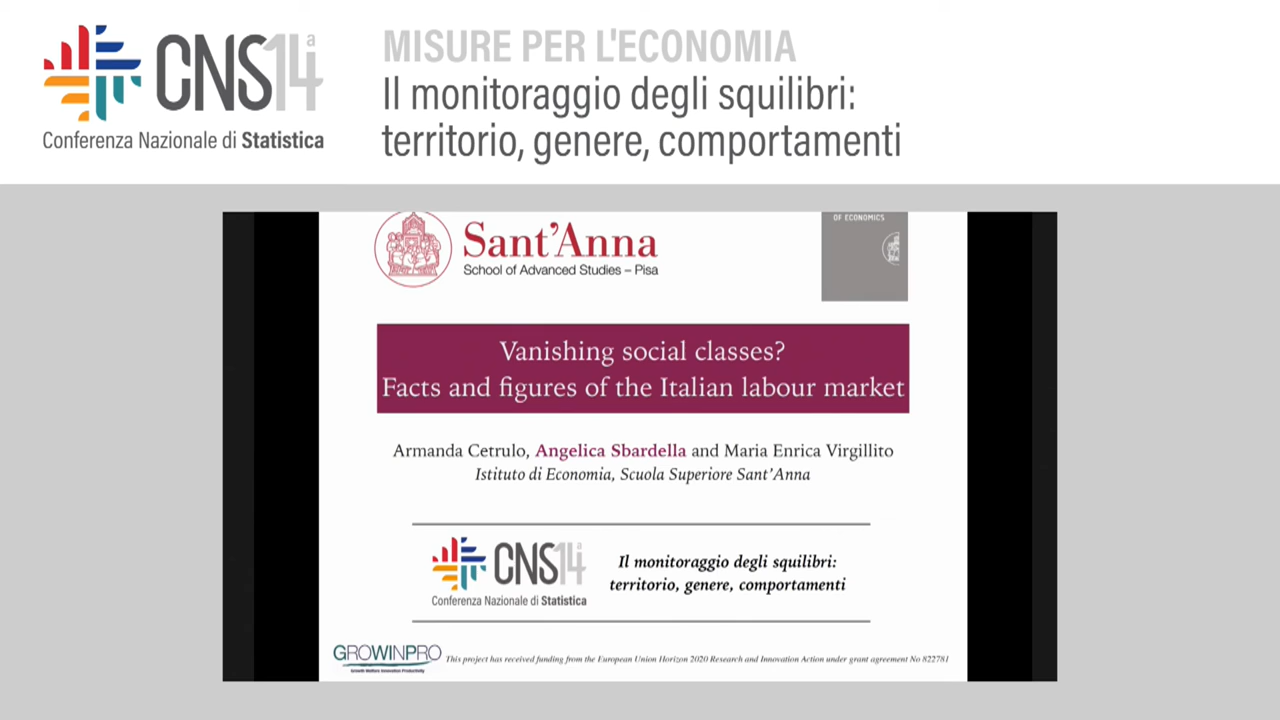 CNS14a
Conferenza Nazionale di Statistica
MISURE PER L'ECONOMIA
Il monitoraggio degli squilibri:
territorio, genere, comportamenti
Sant'Anna
School of Advanced Studies – Pisa
OF ECONOMICS
Vanishing social classes?
Facts and figures of the Italian labour market
Armanda Cetrulo, Angelica Sbardella and Maria Enrica Virgillito
Istituto di Economia, Scuola Superiore Sant'Anna
CNS14a
Conferenza Nazionale di Statistica
Il monitoraggio degli squilibri:
territorio, genere, comportamenti
GROWINPRO
Growth Welfare Innovation Productivity
This project has received funding from the European Union Horizon 2020 Research and Innovation Action under grant agreement No 822781